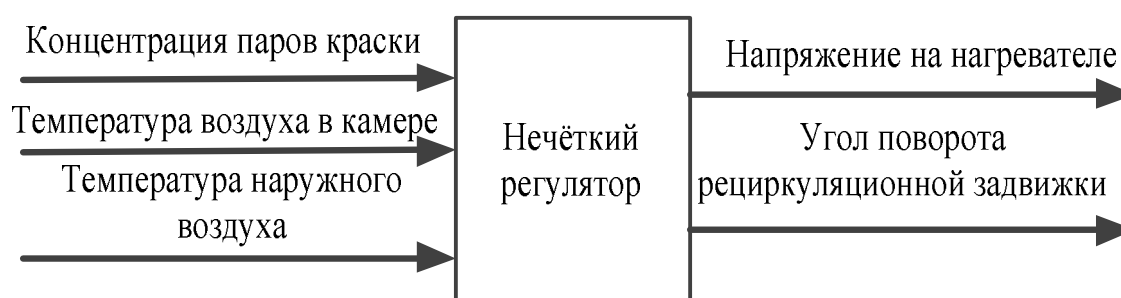 Концентрация паров краски
Температура воздуха в камере
Температура наружного
воздуха
Нечёткий
регулятор
Напряжение на нагревателе
Угол поворота
рециркуляционной задвижки